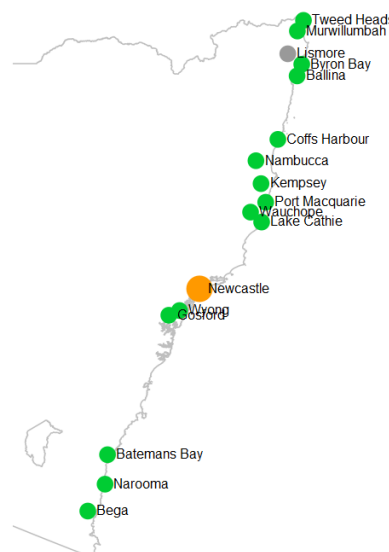 Tweed Heads
Murwillumbah
Lismore
Byron Bay
Ballina
Coffs Harbour
Nambucca
Kempsey
Port Macquarie
Wauchope
Lake Cathie
Newcastle
Wyong
Gosford
Batemans Bay
Narooma
Bega